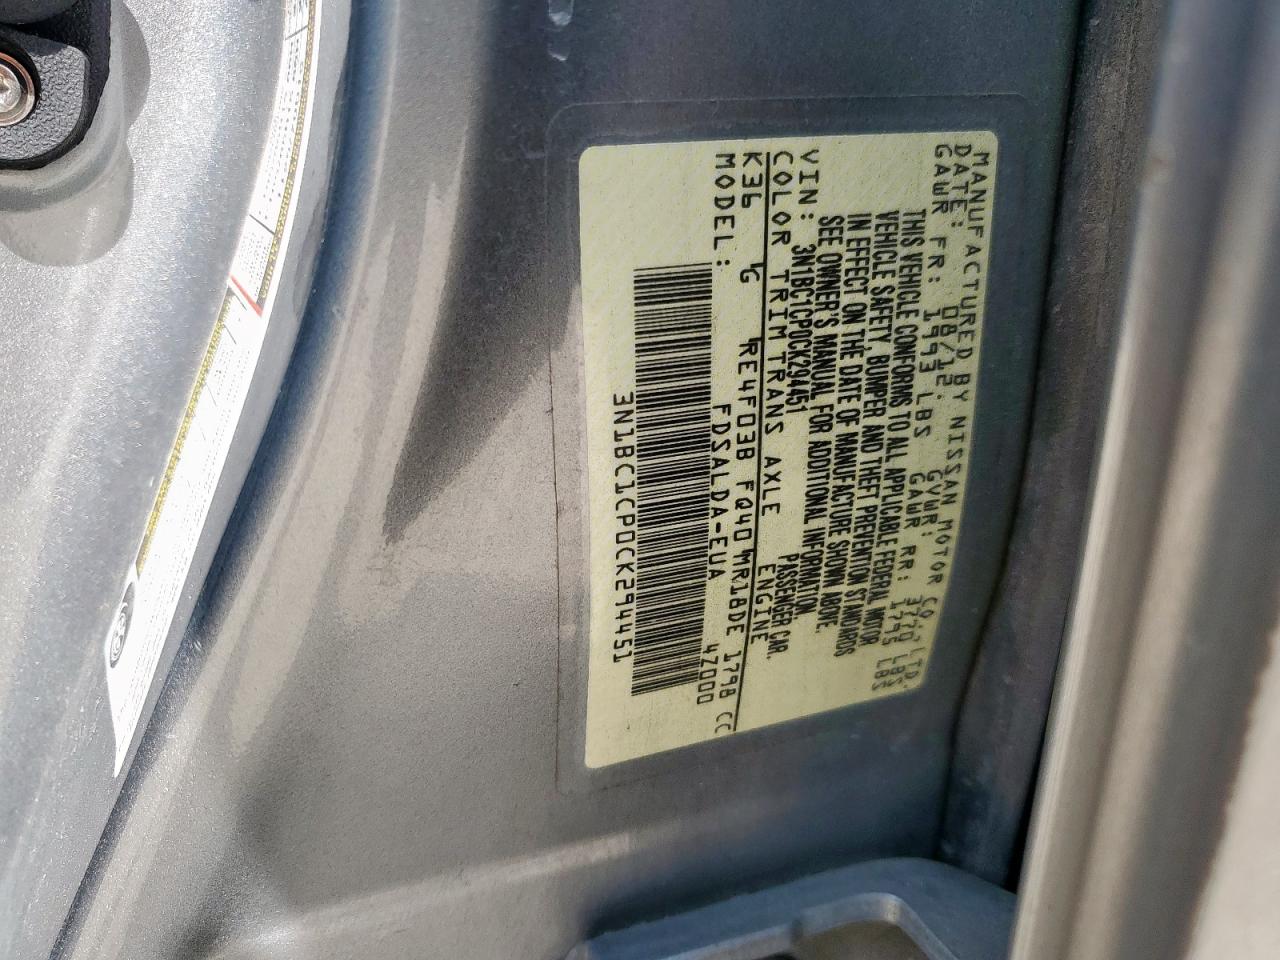 MANUFACTURED BY NISSAN MOTOR CO., LTD.
DATE: 08/12. GVWR: 3770 LBS
GAWR FR: 1993 LBS GAWR RR: 1795 LBS
THIS VEHICLE CONFORMS TO ALL APPLICABLE FEDERAL MOTOR
VEHICLE SAFETY, BUMPER AND THEFT PREVENTION STANDARDS
IN EFFECT ON THE DATE OF MANUFACTURE SHOWN ABOVE.
SEE OWNER'S MANUAL FOR ADDITIONAL INFORMATION.
VIN: 3N1BC1CP0CK294451 PASSENGER CAR.
COLOR TRIM TRANS AXLE ENGINE
K36 G RE4F03B FQ40 MR18DE 1798 CC
MODEL: FDSALDA-EUA 4Z000
3N1BC1CP0CK294451